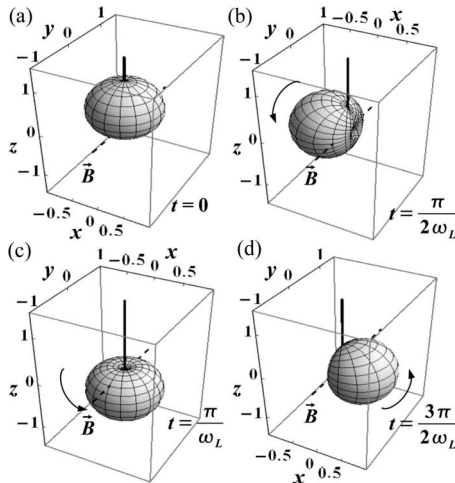 (a)
1
y 0
-1
1
z 0
-1
B⃗
t=0
-0.5
x 0 0.5
(b)
x
-0.5 0 0.5
1
y 0
-1
1
z 0
-1
B⃗
t = π / 2ω_L
(c)
x
1 -0.5 0 0.5
y 0
-1
1
z 0
-1
B⃗
t = π / ω_L
(d)
1
y 0
-1
1
z 0
-1
B⃗
t = 3π / 2ω_L
-0.5
0 0.5
x